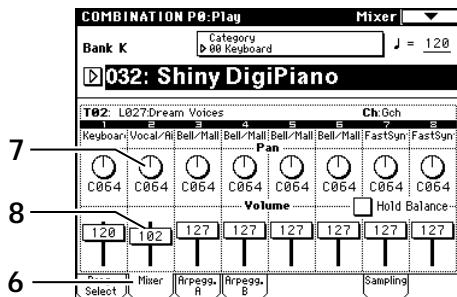 COMBINATION P0:Play Mixer
Bank K Category ♩ = 120
00 Keyboard
032: Shiny DigiPiano
T02: L027:Dream Voices Ch:Gch
1 2 3 4 5 6 7 8
Keyboar Vocal/Ai Bell/Mall Bell/Mall Bell/Mall Bell/Mall FastSyn FastSyn
Pan
7
C064 C064 C064 C064 C064 C064 C064 C064
Volume Hold Balance
8
120 102 127 127 127 127 127 127
6
Prog Select Mixer Arpegg. A Arpegg. B Sampling